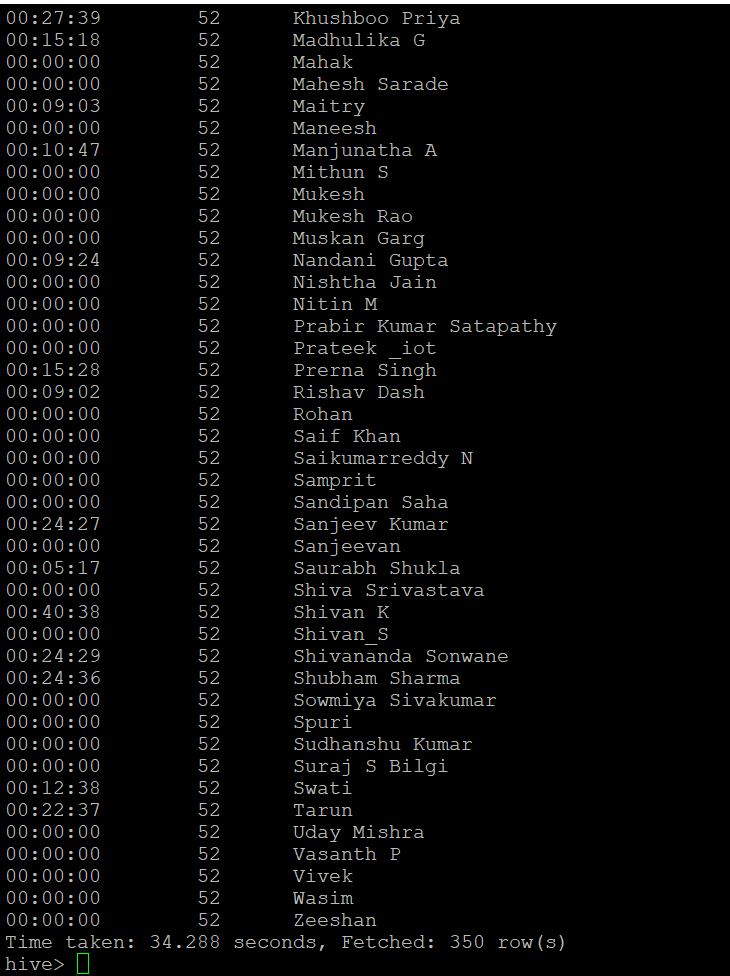 00:27:39 52 Khushboo Priya
00:15:18 52 Madhulika G
00:00:00 52 Mahak
00:00:00 52 Mahesh Sarade
00:09:03 52 Maitry
00:00:00 52 Maneesh
00:10:47 52 Manjunatha A
00:00:00 52 Mithun S
00:00:00 52 Mukesh
00:00:00 52 Mukesh Rao
00:00:00 52 Muskan Garg
00:09:24 52 Nandani Gupta
00:00:00 52 Nishtha Jain
00:00:00 52 Nitin M
00:00:00 52 Prabir Kumar Satapathy
00:00:00 52 Prateek _iot
00:15:28 52 Prerna Singh
00:09:02 52 Rishav Dash
00:00:00 52 Rohan
00:00:00 52 Saif Khan
00:00:00 52 Saikumarreddy N
00:00:00 52 Samprit
00:00:00 52 Sandipan Saha
00:24:27 52 Sanjeev Kumar
00:00:00 52 Sanjeevan
00:05:17 52 Saurabh Shukla
00:00:00 52 Shiva Srivastava
00:40:38 52 Shivan K
00:00:00 52 Shivan_S
00:24:29 52 Shivananda Sonwane
00:24:36 52 Shubham Sharma
00:00:00 52 Sowmiya Sivakumar
00:00:00 52 Spuri
00:00:00 52 Sudhanshu Kumar
00:00:00 52 Suraj S Bilgi
00:12:38 52 Swati
00:22:37 52 Tarun
00:00:00 52 Uday Mishra
00:00:00 52 Vasanth P
00:00:00 52 Vivek
00:00:00 52 Wasim
00:00:00 52 Zeeshan
Time taken: 34.288 seconds, Fetched: 350 row(s)
hive>